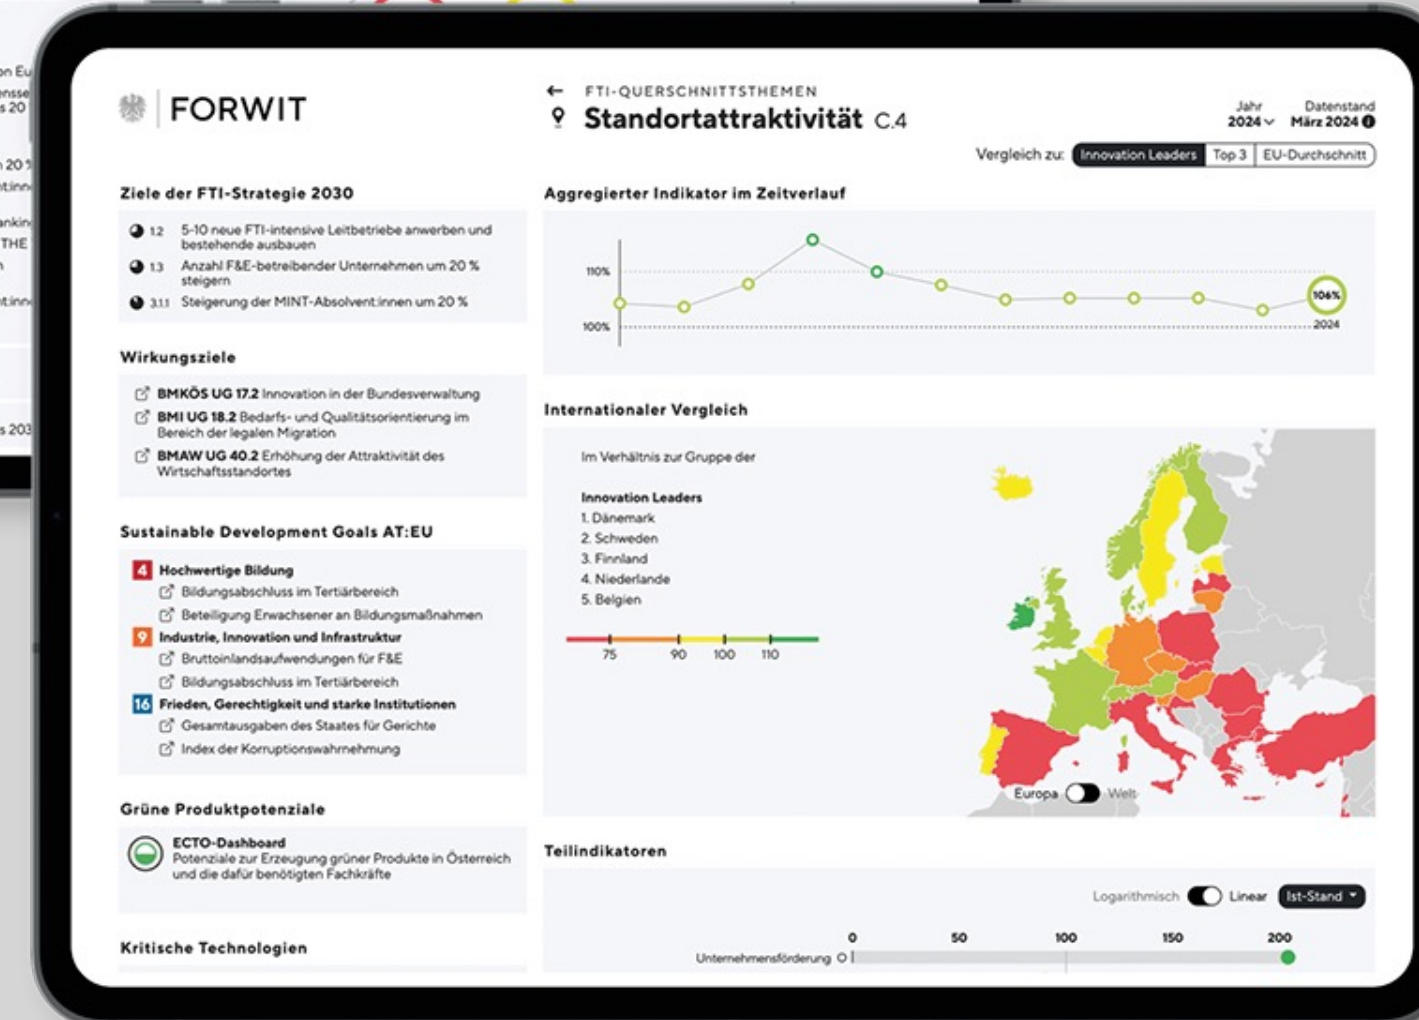 on Eu
s 20
n 20
THE
s 203
FORWIT
FTI-QUERSCHNITTSTHEMEN
Standortattraktivität C.4
Jahr
2024
Datenstand
März 2024
Vergleich zu: Innovation Leaders Top 3 EU-Durchschnitt
Ziele der FTI-Strategie 2030
1.2 5-10 neue FTI-intensive Leitbetriebe anwerben und
bestehende ausbauen
1.3 Anzahl F&E-betreibender Unternehmen um 20 %
steigern
3.1.1 Steigerung der MINT-Absolvent:innen um 20 %
Wirkungsziele
BMKÖS UG 17.2 Innovation in der Bundesverwaltung
BMI UG 18.2 Bedarfs- und Qualitätsorientierung im
Bereich der legalen Migration
BMAW UG 40.2 Erhöhung der Attraktivität des
Wirtschaftsstandortes
Sustainable Development Goals AT:EU
4 Hochwertige Bildung
Bildungsabschluss im Tertiärbereich
Beteiligung Erwachsener an Bildungsmaßnahmen
9 Industrie, Innovation und Infrastruktur
Bruttoinlandsaufwendungen für F&E
Bildungsabschluss im Tertiärbereich
16 Frieden, Gerechtigkeit und starke Institutionen
Gesamtausgaben des Staates für Gerichte
Index der Korruptionswahrnehmung
Grüne Produktpotenziale
ECTO-Dashboard
Potenziale zur Erzeugung grüner Produkte in Österreich
und die dafür benötigten Fachkräfte
Kritische Technologien
Aggregierter Indikator im Zeitverlauf
110%
100%
106%
2024
Internationaler Vergleich
Im Verhältnis zur Gruppe der
Innovation Leaders
1. Dänemark
2. Schweden
3. Finnland
4. Niederlande
5. Belgien
75 90 100 110
Europa Welt
Teilindikatoren
Logarithmisch Linear Ist-Stand
0 50 100 150 200
Unternehmensförderung